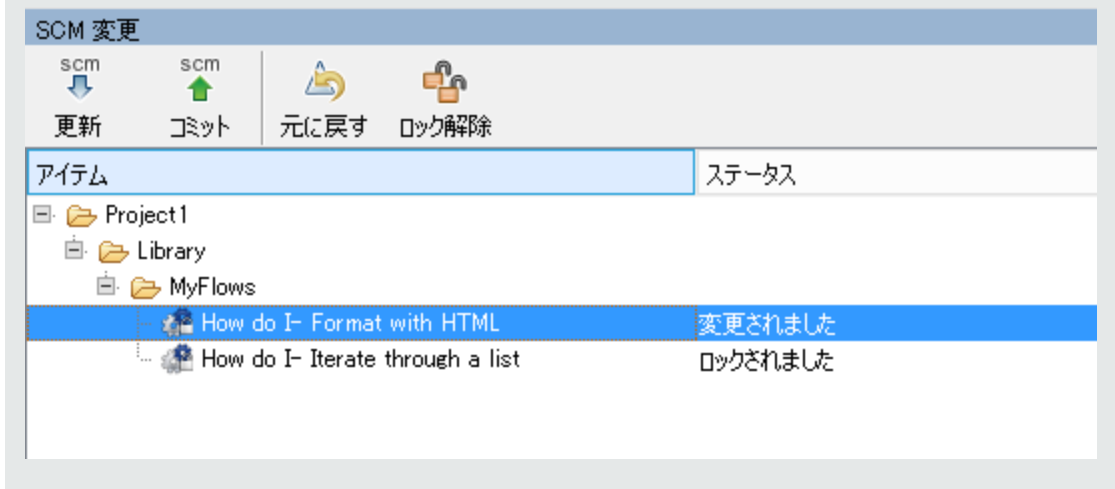 SCM 変更
scm scm
更新 コミット 元に戻す ロック解除
アイテム ステータス
Project1
Library
MyFlows
How do I- Format with HTML 変更されました
How do I- Iterate through a list ロックされました